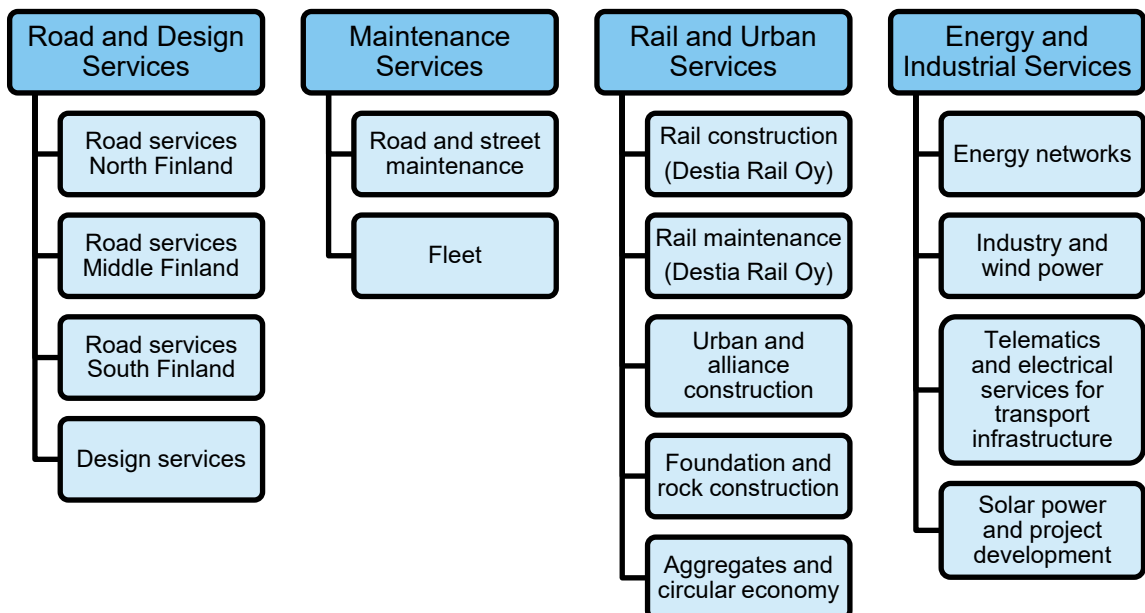 Road and Design
Services
Road services
North Finland
Road services
Middle Finland
Road services
South Finland
Design services
Maintenance
Services
Road and street
maintenance
Fleet
Rail and Urban
Services
Rail construction
(Destia Rail Oy)
Rail maintenance
(Destia Rail Oy)
Urban and
alliance
construction
Foundation and
rock construction
Aggregates and
circular economy
Energy and
Industrial Services
Energy networks
Industry and
wind power
Telematics
and electrical
services for
transport
infrastructure
Solar power
and project
development